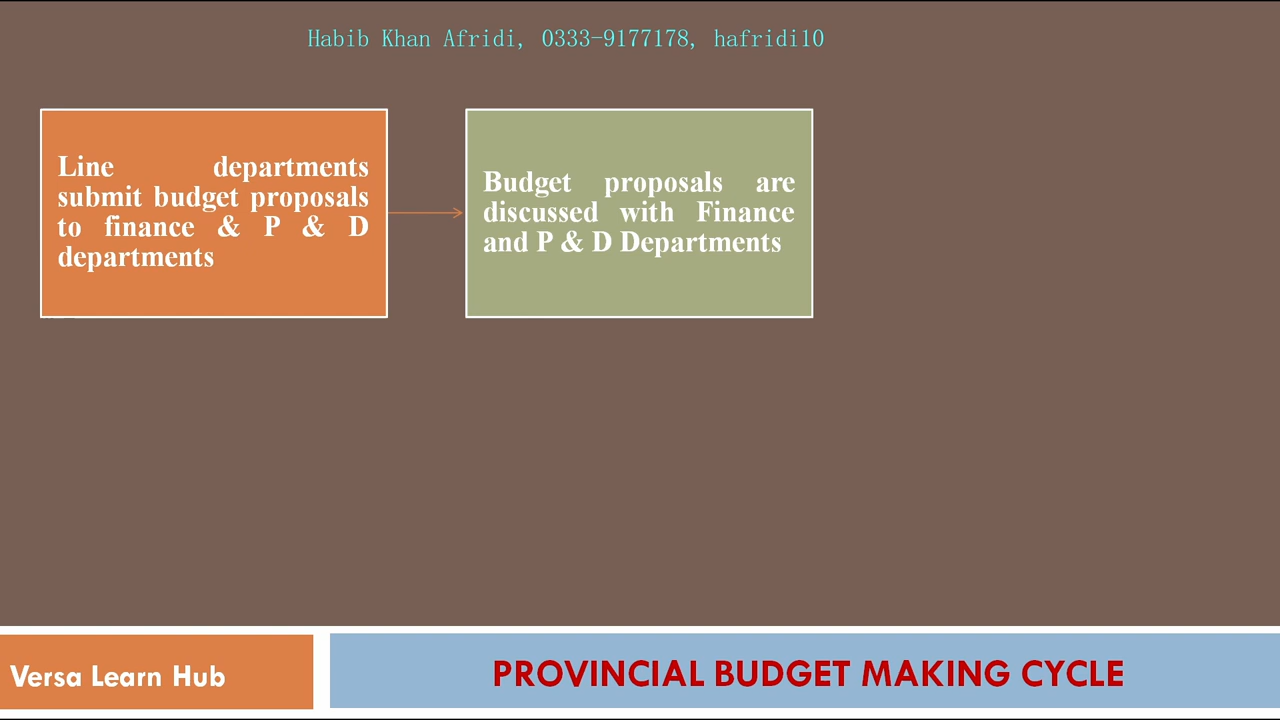 Habib Khan Afridi, 0333-9177178, hafridi10
Line departments
submit budget proposals
to finance & P & D
departments
Budget proposals are
discussed with Finance
and P & D Departments
Versa Learn Hub
PROVINCIAL BUDGET MAKING CYCLE